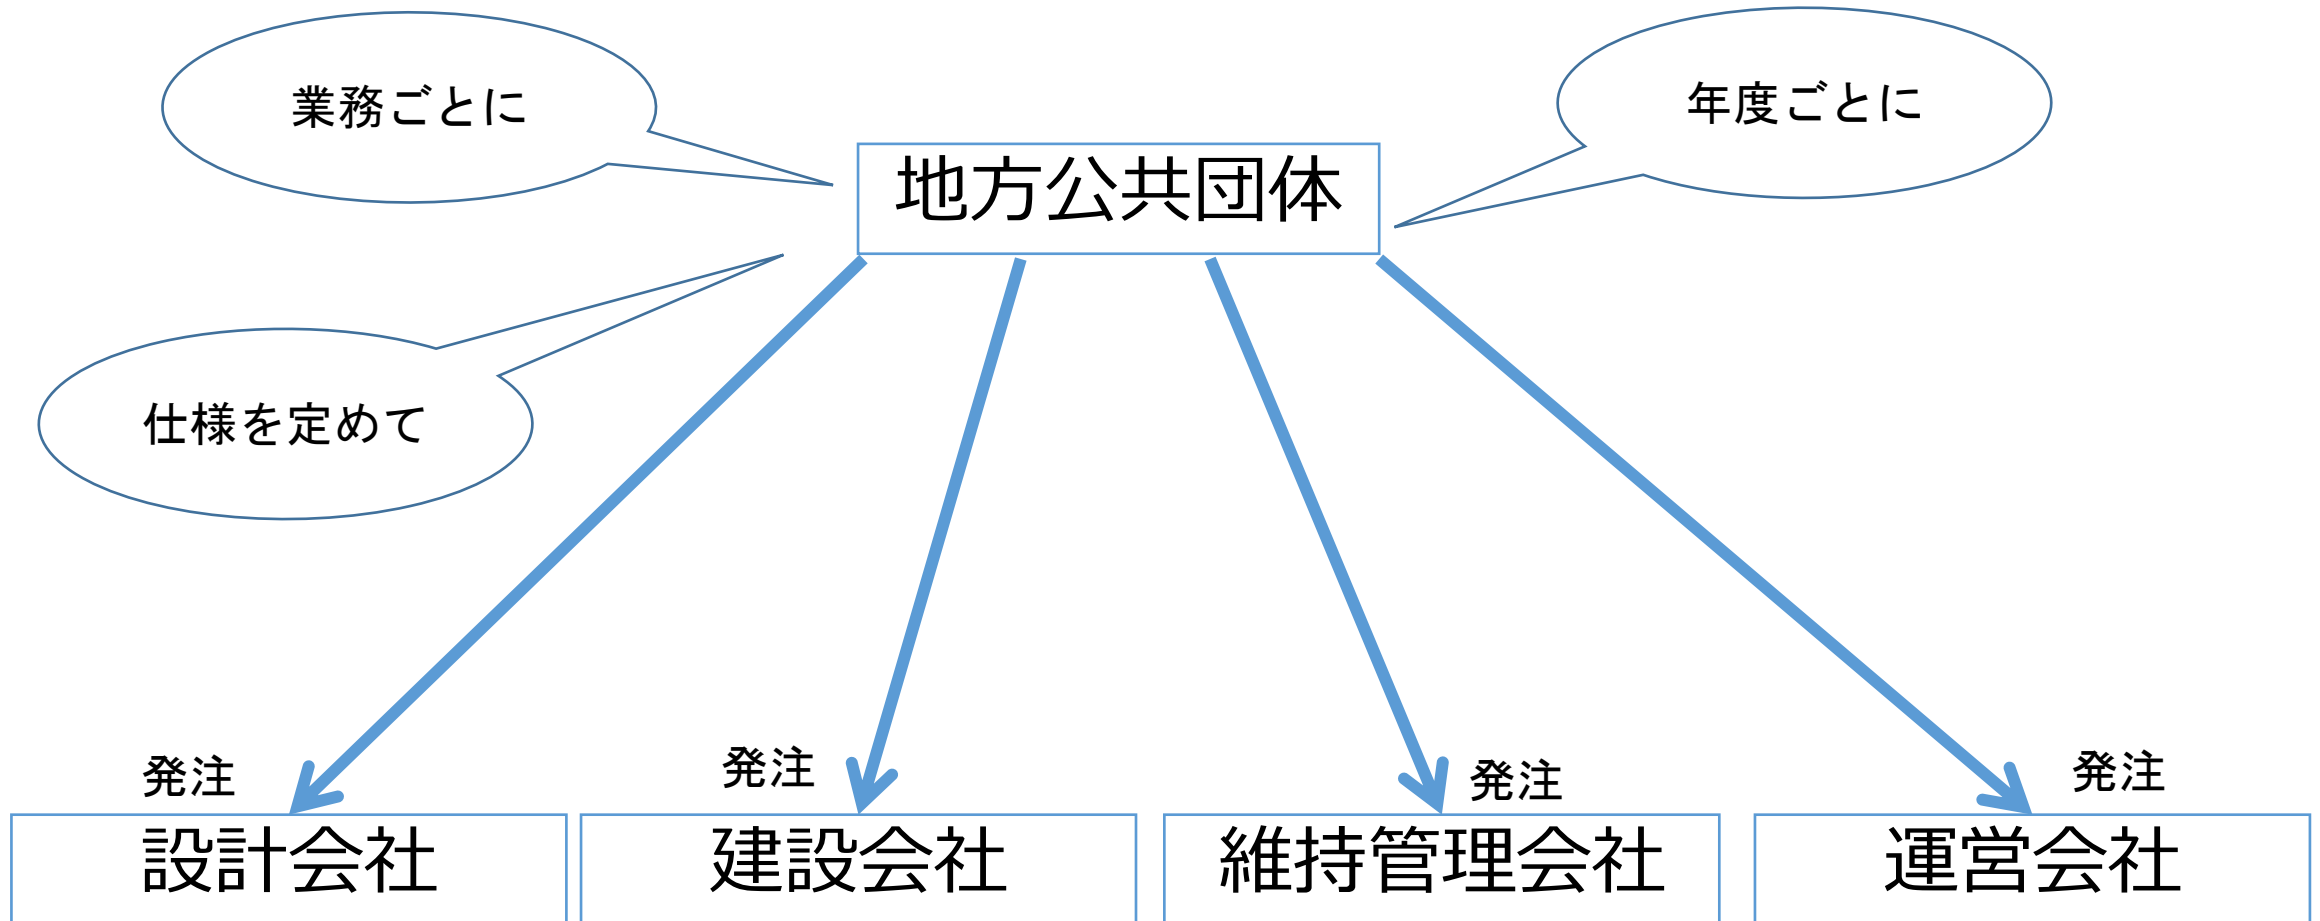 業務ごとに
年度ごとに
地方公共団体
仕様を定めて
発注
発注
発注
発注
設計会社
建設会社
維持管理会社
運営会社